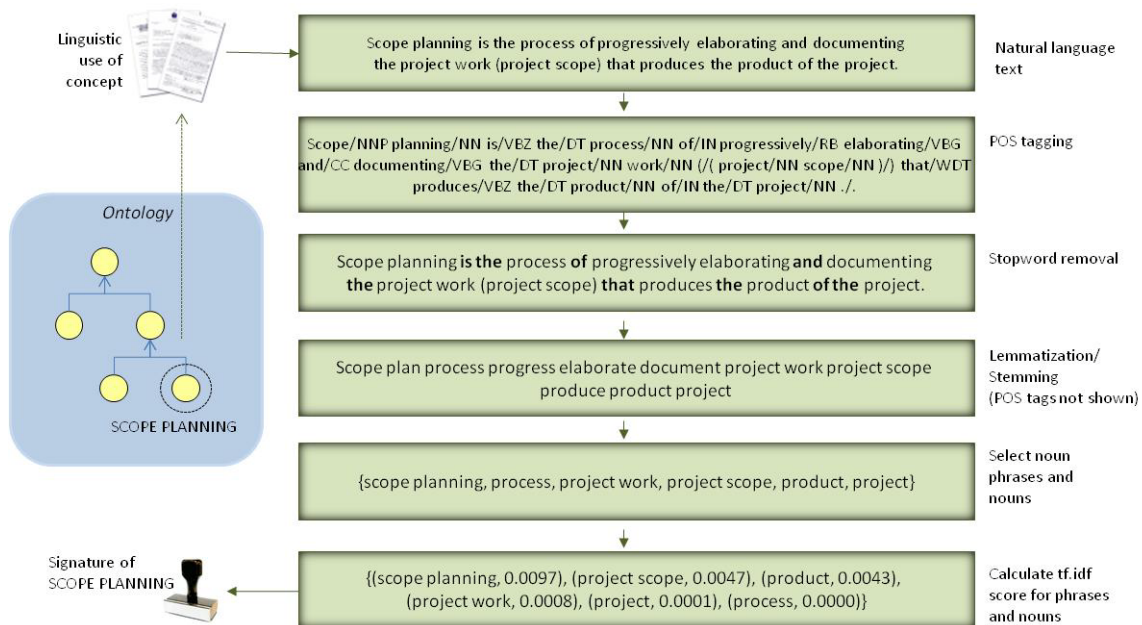 Linguistic
use of
concept
Scope planning is the process of progressively elaborating and documenting
the project work (project scope) that produces the product of the project.
Natural language
text
Scope/NNP planning/NN is/VBZ the/DT process/NN of/IN progressively/RB elaborating/VBG
and/CC documenting/VBG the/DT project/NN work/NN (/( project/NN scope/NN )/) that/WDT
produces/VBZ the/DT product/NN of/IN the/DT project/NN ./.
POS tagging
Ontology
SCOPE PLANNING
Scope planning is the process of progressively elaborating and documenting
the project work (project scope) that produces the product of the project.
Stopword removal
Scope plan process progress elaborate document project work project scope
produce product project
Lemmatization/
Stemming
(POS tags not shown)
{scope planning, process, project work, project scope, product, project}
Select noun
phrases and
nouns
Signature of
SCOPE PLANNING
{(scope planning, 0.0097), (project scope, 0.0047), (product, 0.0043),
(project work, 0.0008), (project, 0.0001), (process, 0.0000)}
Calculate tf.idf
score for phrases
and nouns